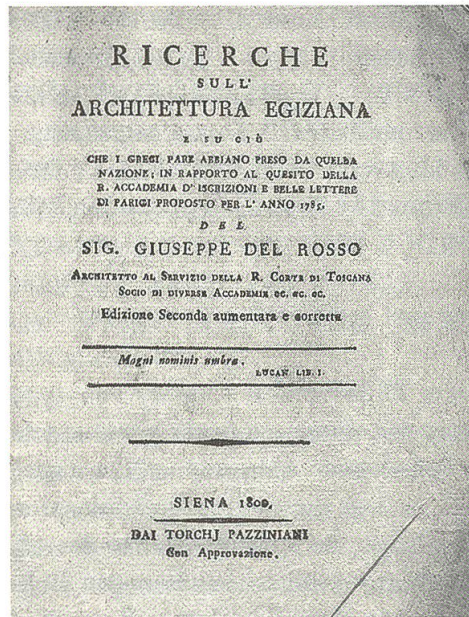 RICERCHE
SULL'
ARCHITETTURA EGIZIANA
E SU CIÒ
CHE I GRECI PARE ABBIANO PRESO DA QUELLA
NAZIONE; IN RAPPORTO AL QUESITO DELLA
R. ACCADEMIA D' ISCRIZIONI E BELLE LETTERE
DI PARIGI PROPOSTO PER L' ANNO 1785.
DEL
SIG. GIUSEPPE DEL ROSSO
ARCHITETTO AL SERVIZIO DELLA R. CORTE DI TOSCANA
SOCIO DI DIVERSE ACCADEMIE ec. ec. ec.
Edizione Seconda aumentata e corretta
Magni nominis umbra.
LUCAN LIB. I.
SIENA 1800.
DAI TORCHJ PAZZINIANI
Con Approvazione.